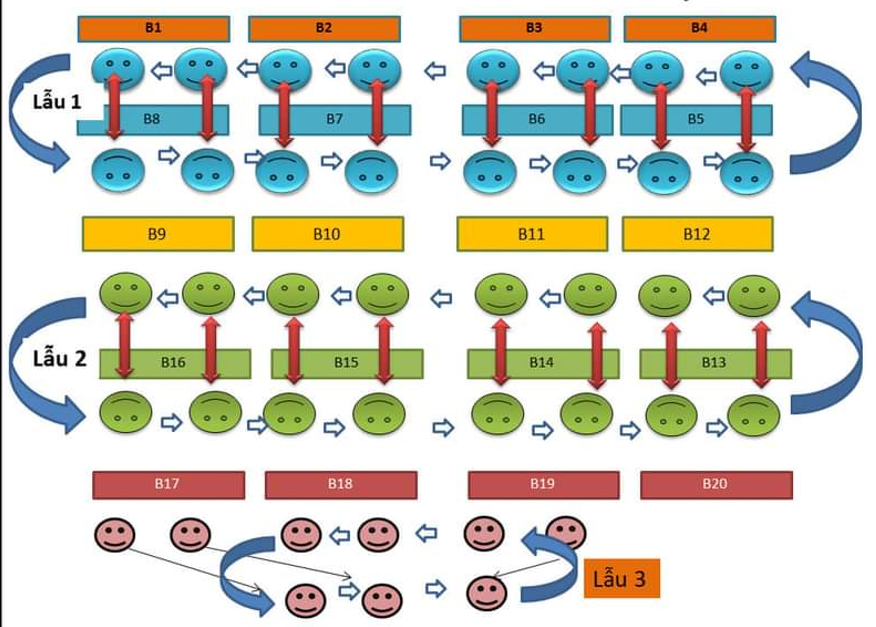 B1 B2 B3 B4
Lẫu 1
B8 B7 B6 B5
B9 B10 B11 B12
Lẫu 2
B16 B15 B14 B13
B17 B18 B19 B20
Lẫu 3